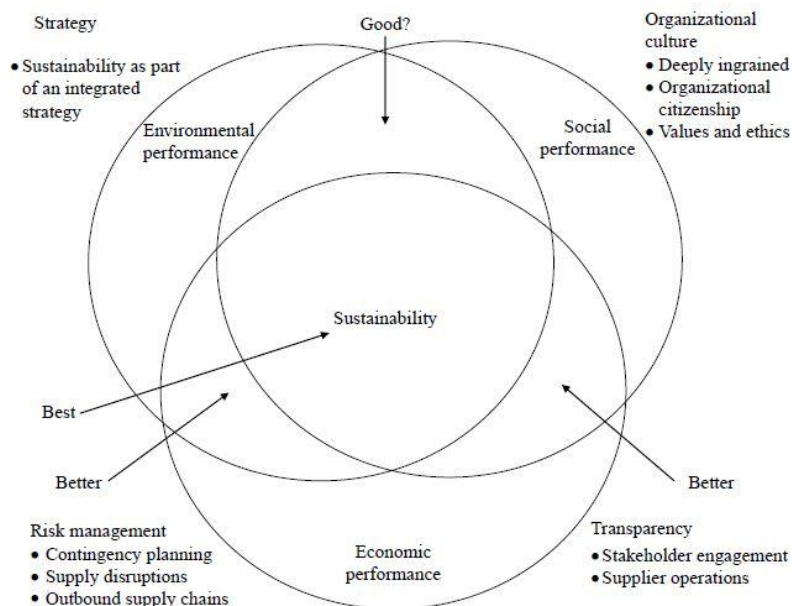 Strategy
• Sustainability as part
of an integrated
strategy
Good?
Organizational
culture
• Deeply ingrained
• Organizational
citizenship
• Values and ethics
Environmental
performance
Social
performance
Sustainability
Best
Better
Better
Risk management
• Contingency planning
• Supply disruptions
• Outbound supply chains
Economic
performance
Transparency
• Stakeholder engagement
• Supplier operations